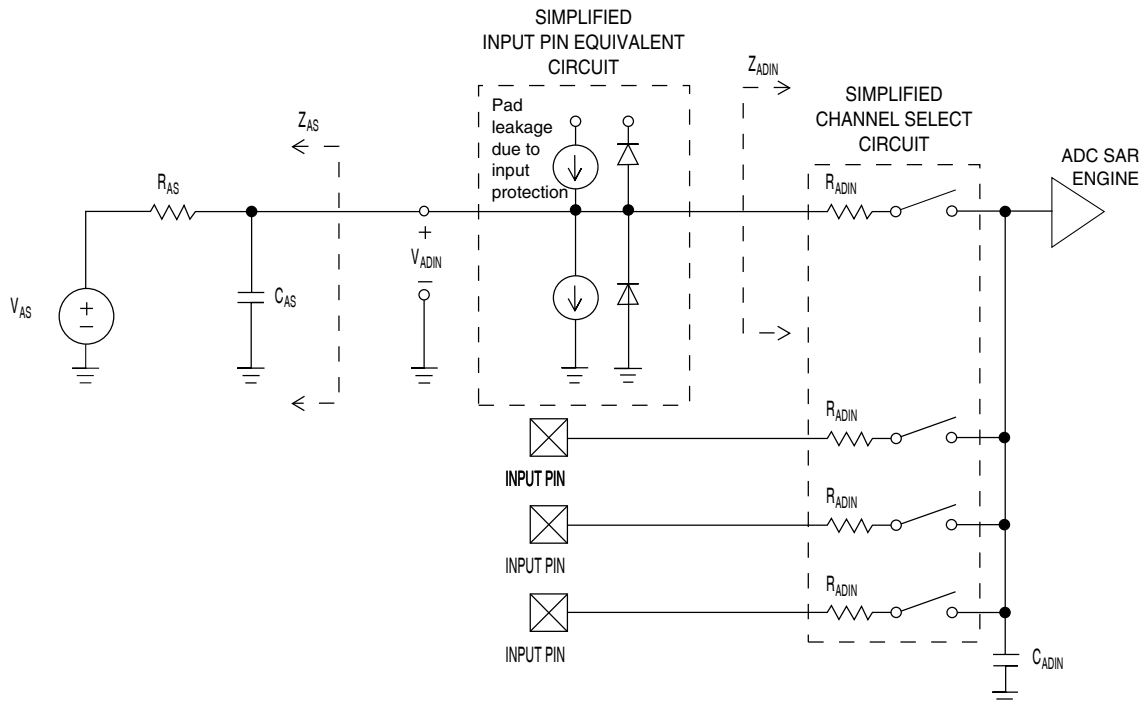 SIMPLIFIED
INPUT PIN EQUIVALENT
CIRCUIT
Pad
leakage
due to
input
protection
ZAS
ZADIN
SIMPLIFIED
CHANNEL SELECT
CIRCUIT
ADC SAR
ENGINE
RAS
RADIN
+
VADIN
–
VAS
+
–
CAS
RADIN
INPUT PIN
RADIN
INPUT PIN
RADIN
INPUT PIN
CADIN